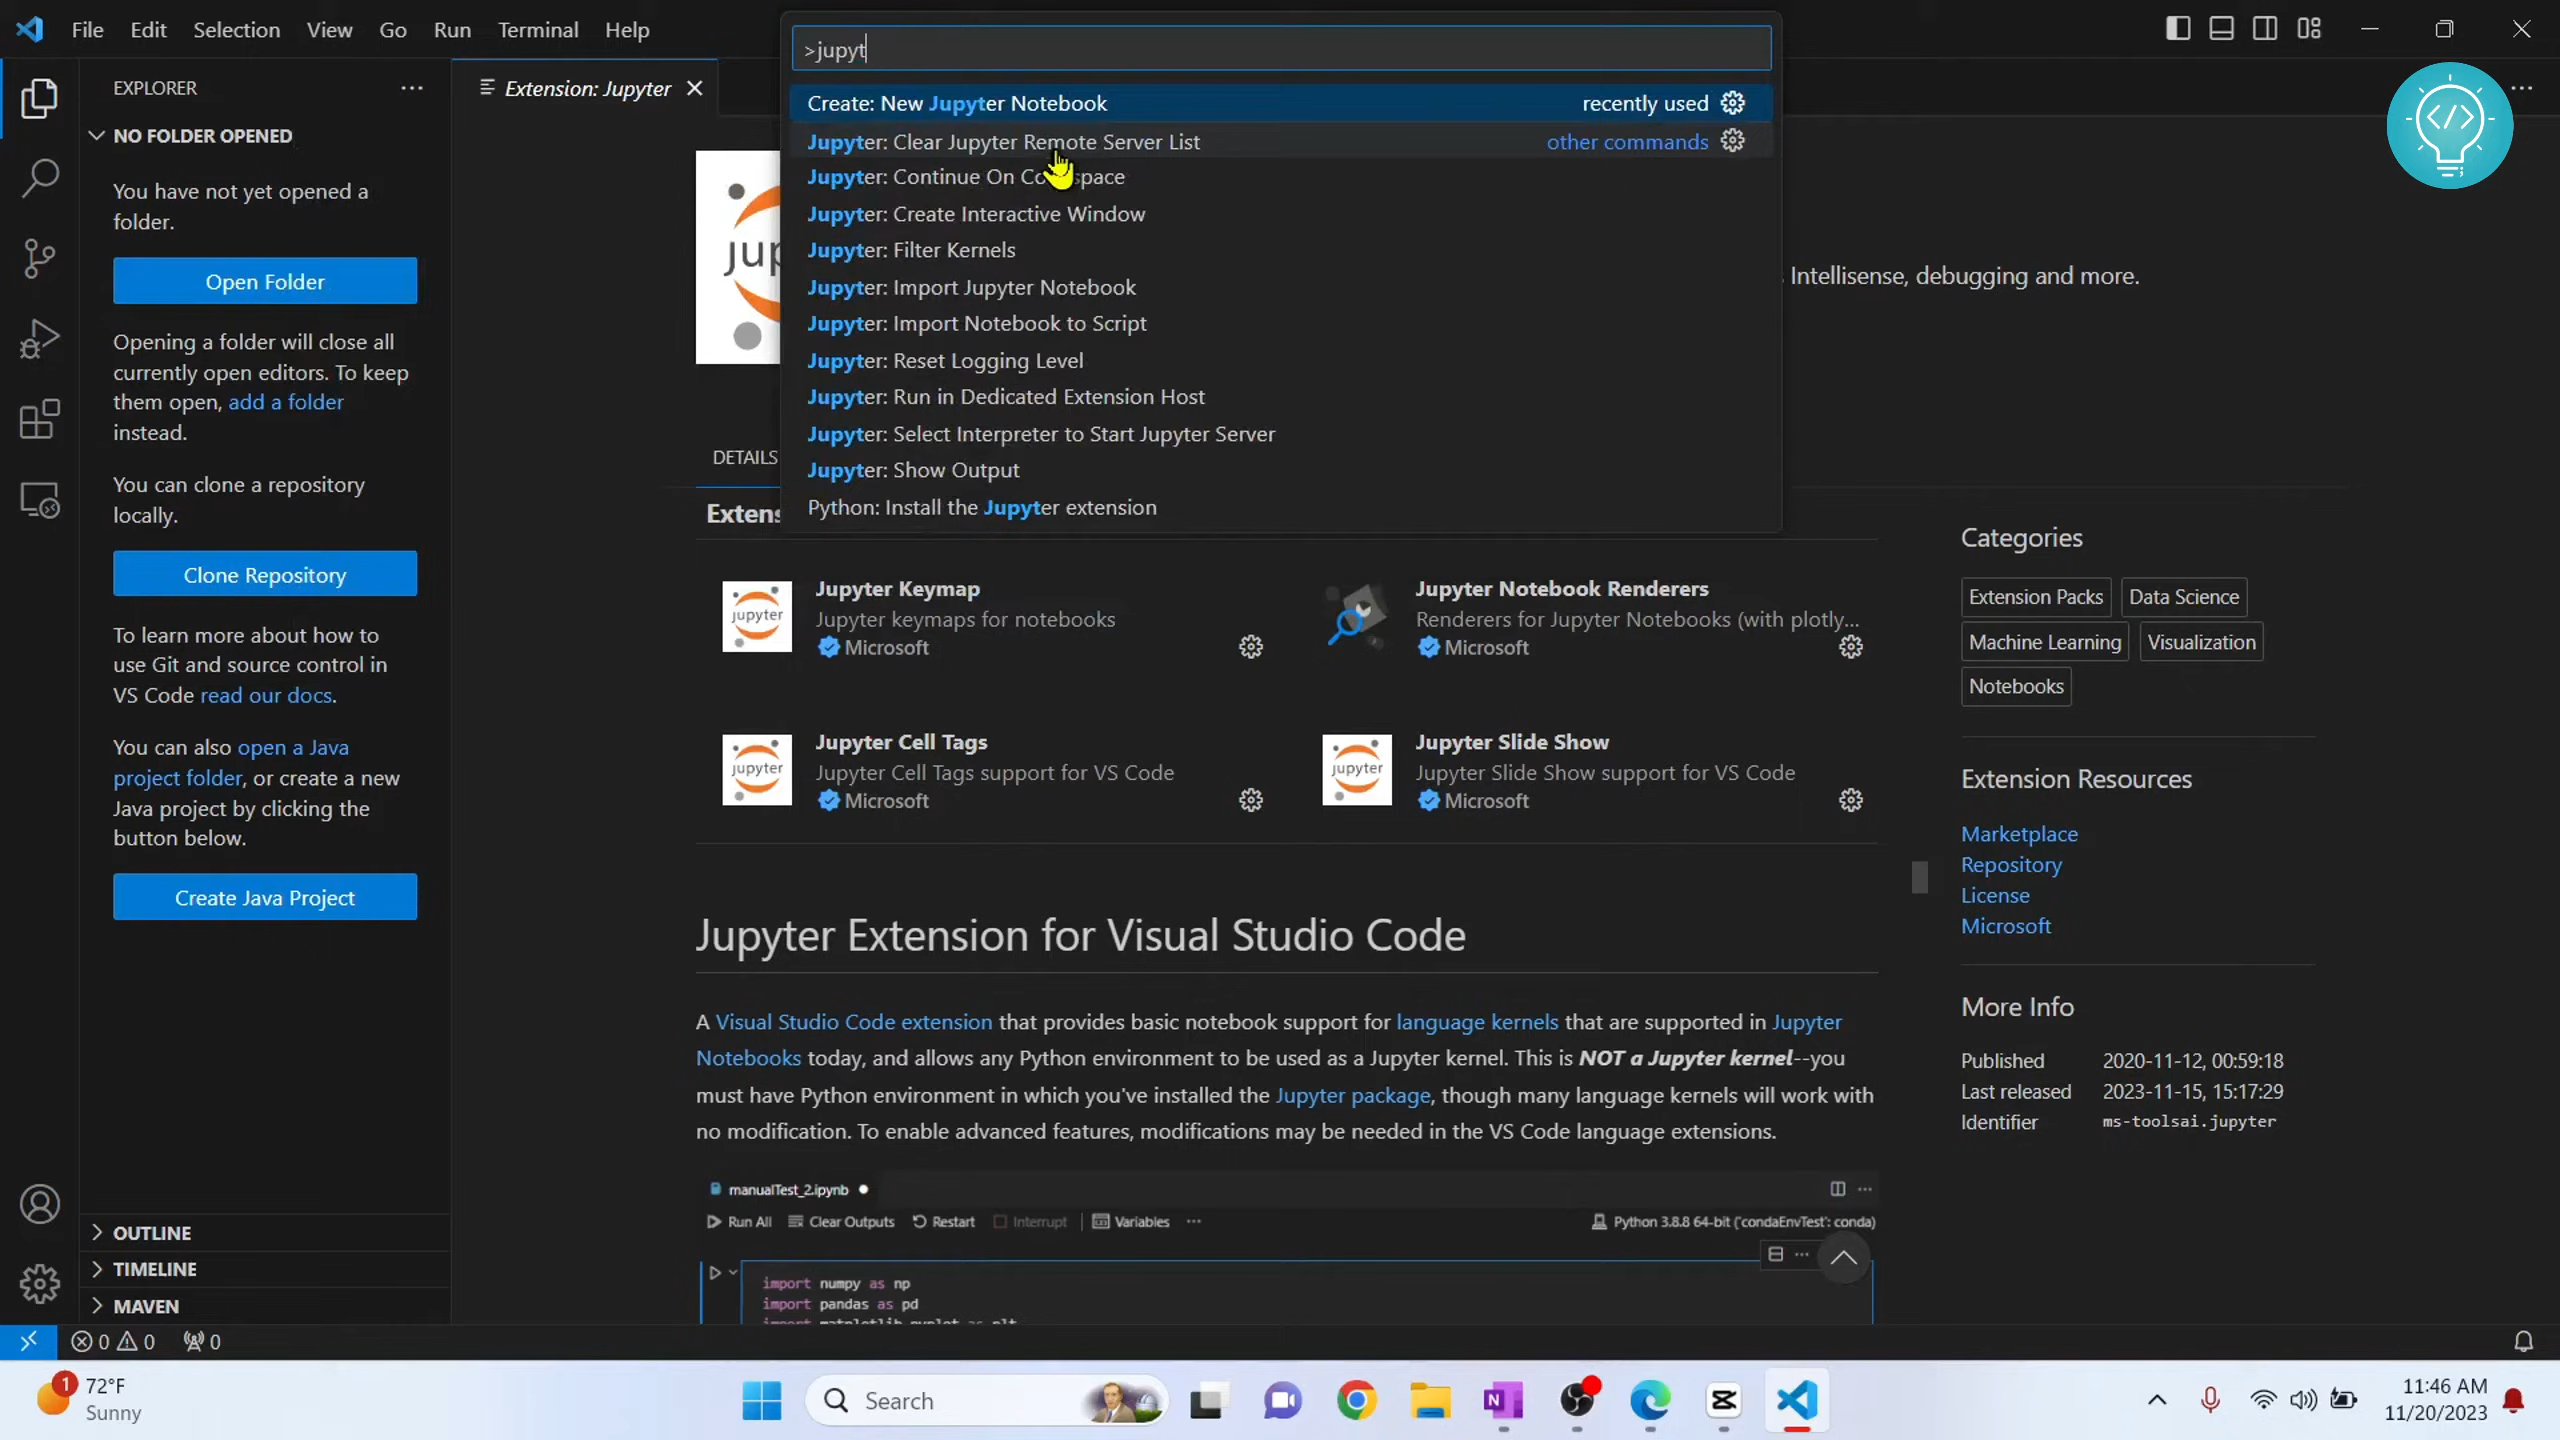 File Edit Selection View Go Run Terminal Help
>jupyt
EXPLORER
Extension: Jupyter
Create: New Jupyter Notebook
recently used
Jupyter: Clear Jupyter Remote Server List
other commands
Jupyter: Continue On
Jupyter: Create Interactive Window
Jupyter: Filter Kernels
Jupyter: Import Jupyter Notebook
Jupyter: Import Notebook to Script
Jupyter: Reset Logging Level
Jupyter: Run in Dedicated Extension Host
Jupyter: Select Interpreter to Start Jupyter Server
Jupyter: Show Output
Python: Install the Jupyter extension
NO FOLDER OPENED
You have not yet opened a
folder.
Open Folder
Opening a folder will close all
currently open editors. To keep
them open, add a folder
instead.
You can clone a repository
locally.
Clone Repository
To learn more about how to
use Git and source control in
VS Code read our docs.
You can also open a Java
project folder, or create a new
Java project by clicking the
button below.
Create Java Project
OUTLINE
TIMELINE
MAVEN
Intellisense, debugging and more.
DETAILS
Jupyter Keymap
Jupyter keymaps for notebooks
Microsoft
Jupyter Notebook Renderers
Renderers for Jupyter Notebooks (with plotly...
Microsoft
Jupyter Cell Tags
Jupyter Cell Tags support for VS Code
Microsoft
Jupyter Slide Show
Jupyter Slide Show support for VS Code
Microsoft
jupyter
jupyter
jupyter
Jupyter Extension for Visual Studio Code
A Visual Studio Code extension that provides basic notebook support for language kernels that are supported in Jupyter
Notebooks today, and allows any Python environment to be used as a Jupyter kernel. This is NOT a Jupyter kernel--you
must have Python environment in which you've installed the Jupyter package, though many language kernels will work with
no modification. To enable advanced features, modifications may be needed in the VS Code language extensions.
manualTest_2.ipynb
Run All Clear Outputs Restart Interrupt Variables ...
Python 3.8.8 64-bit ('condaEnvTest': conda)
import numpy as np
import pandas as pd
Categories
Extension Packs Data Science
Machine Learning Visualization
Notebooks
Extension Resources
Marketplace
Repository
License
Microsoft
More Info
Published 2020-11-12, 00:59:18
Last released 2023-11-15, 15:17:29
Identifier ms-toolsai.jupyter
0 0 0
1
72°F
Sunny
Search
11:46 AM
11/20/2023